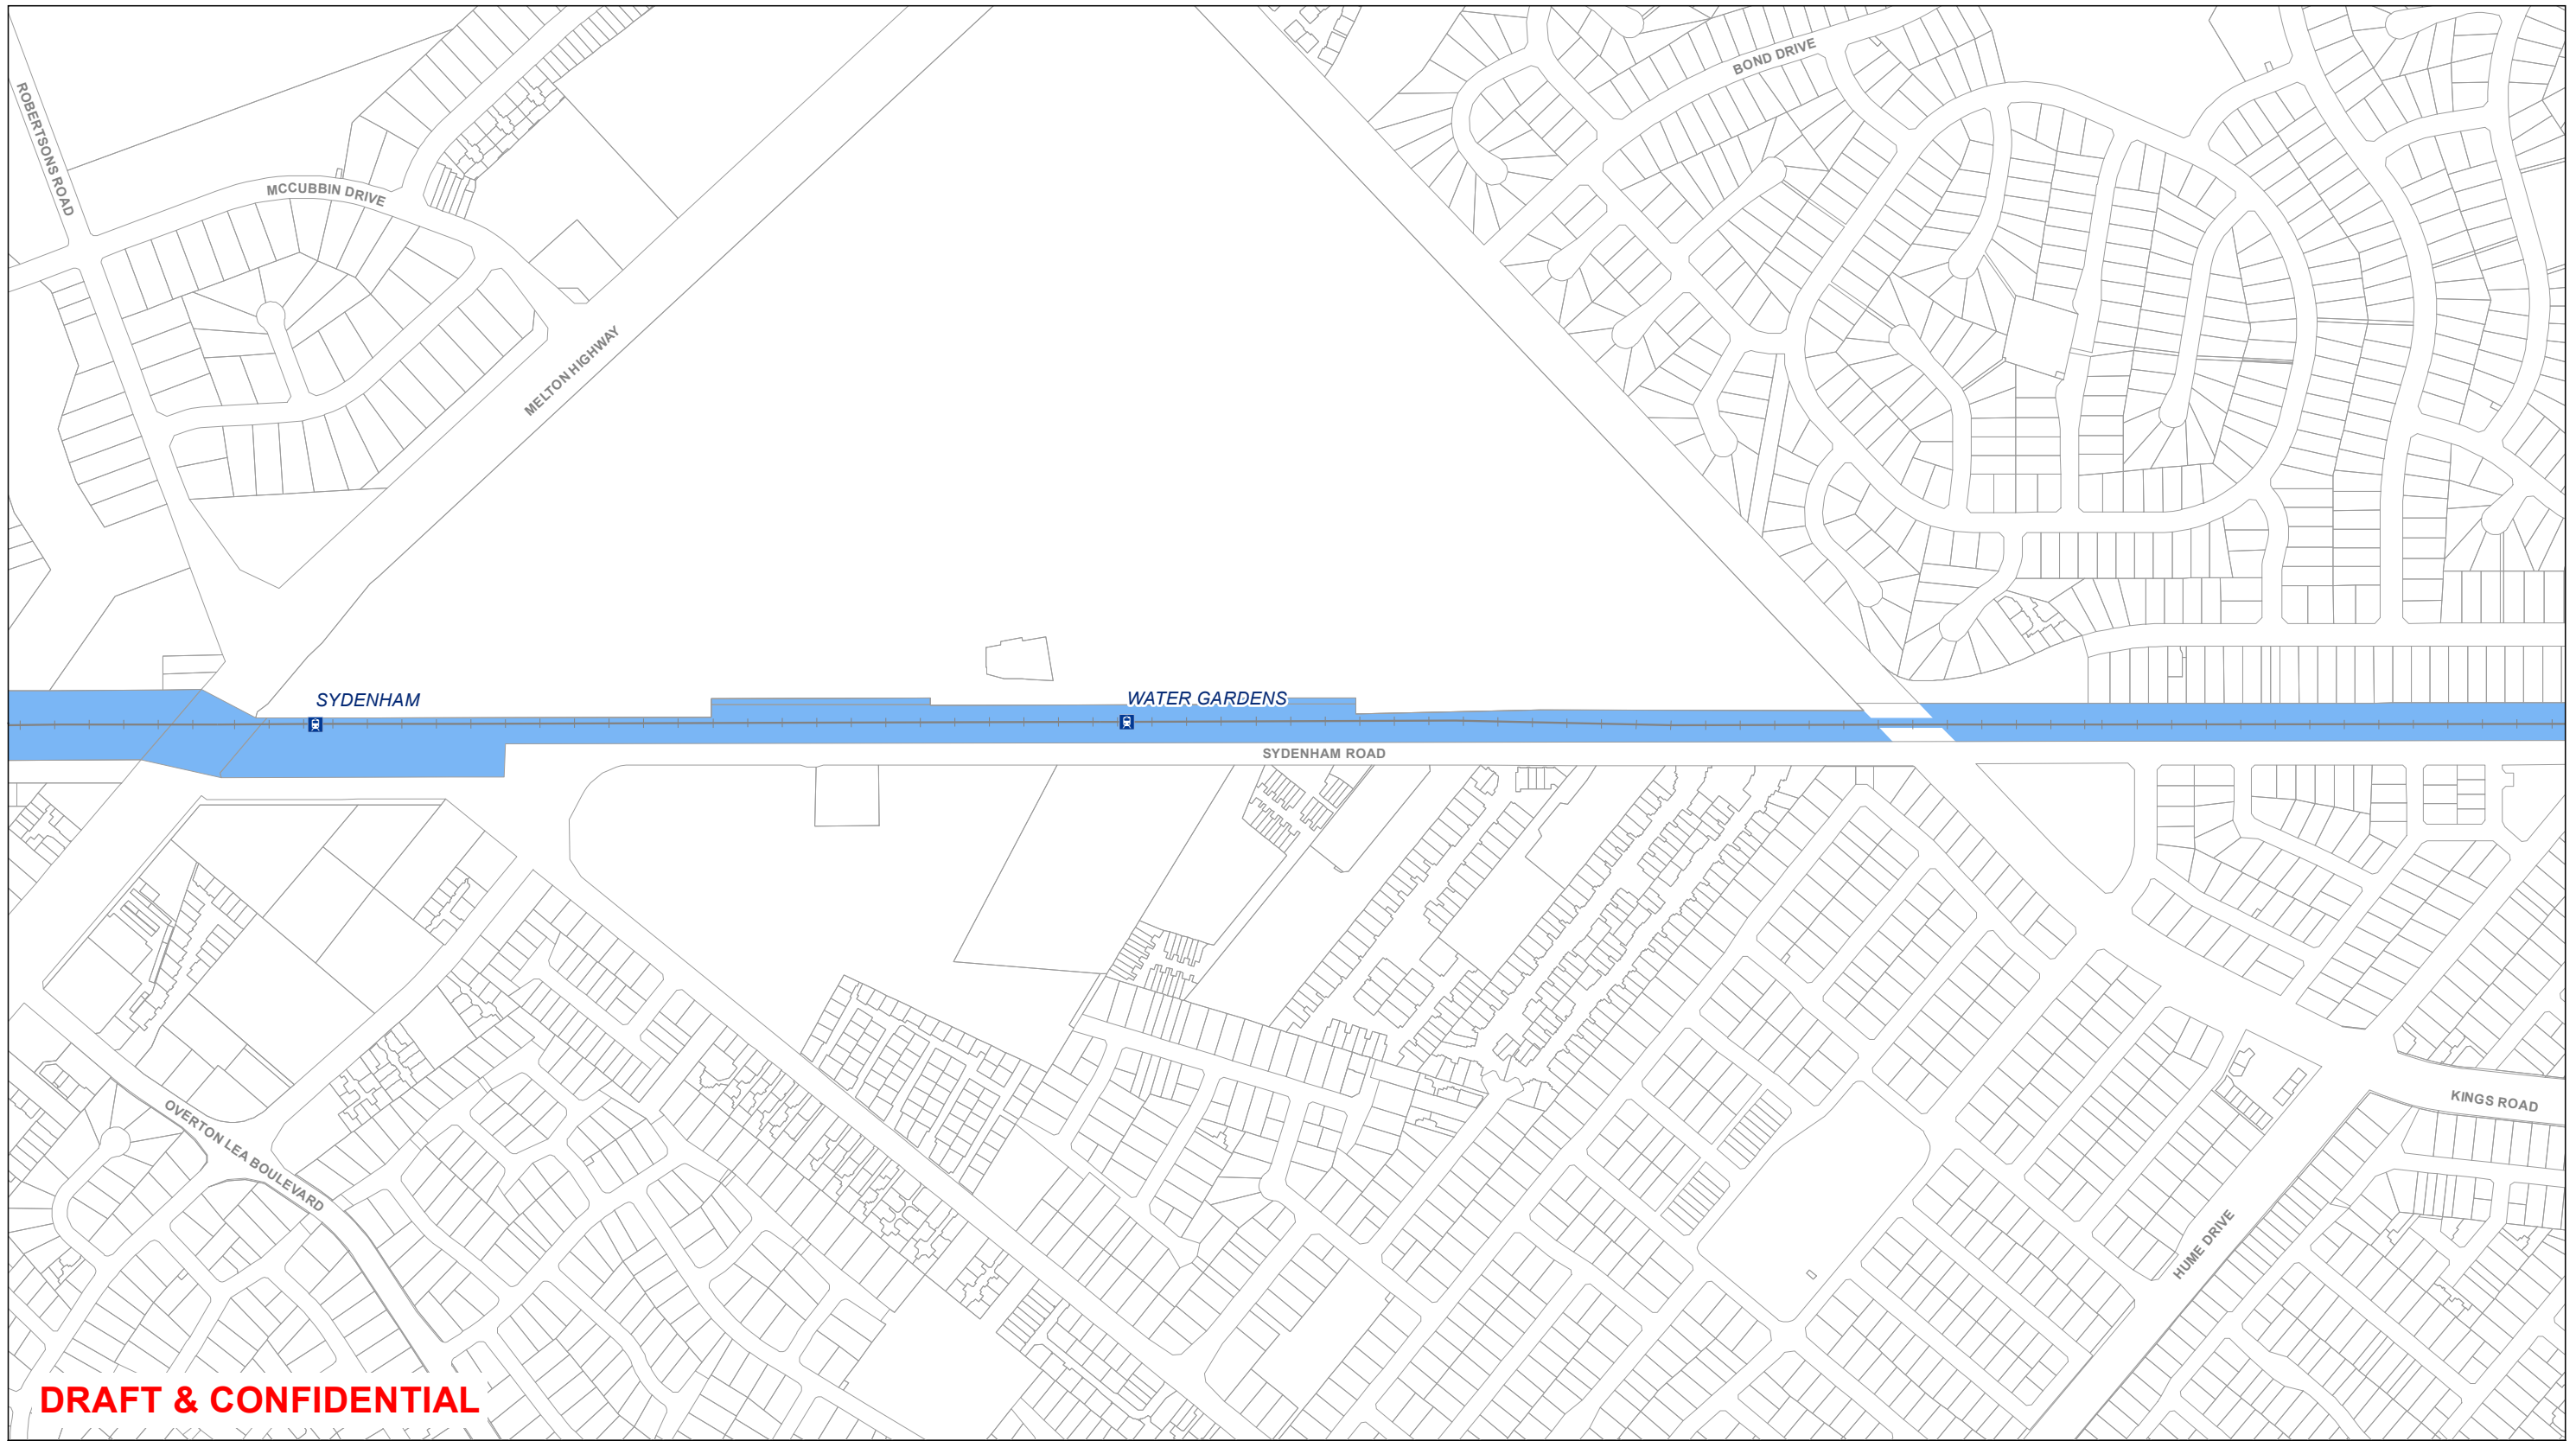 BOND DRIVE
ROBERTSONS ROAD
MCCUBBIN DRIVE
MELTON HIGHWAY
SYDENHAM
WATER GARDENS
SYDENHAM ROAD
KINGS ROAD
OVERTON LEA BOULEVARD
HUME DRIVE
DRAFT & CONFIDENTIAL